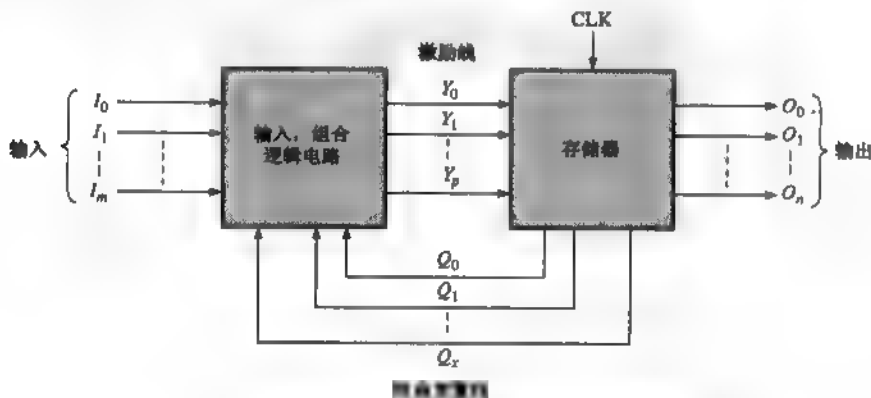 CLK
激励线
输入
I₀
I₁
Iₘ
输入，组合
逻辑电路
Y₀
Y₁
Yₚ
存储器
O₀
O₁
Oₙ
输出
Q₀
Q₁
Qₓ